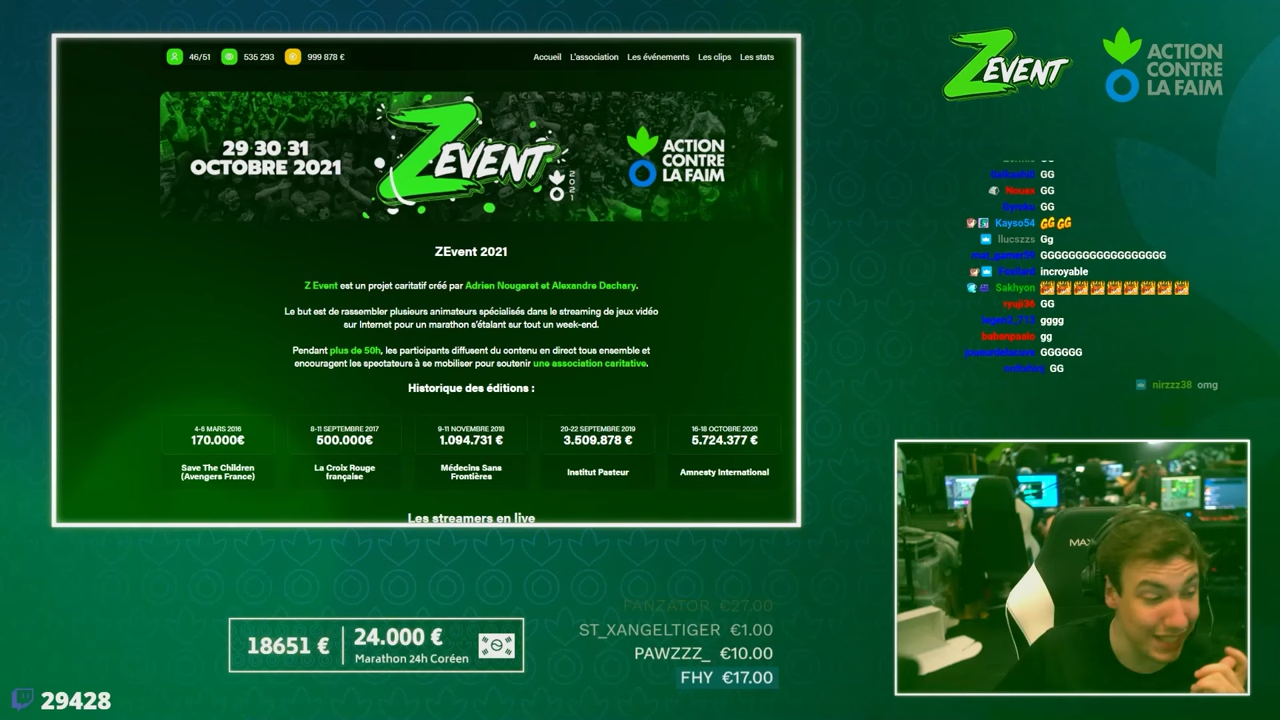 46/51
535 293
999 878 €
Accueil
L'association
Les événements
Les clips
Les stats
29·30·31
OCTOBRE 2021
ZEVENT
2021
ACTION
CONTRE
LA FAIM
ZEvent 2021
Z Event est un projet caritatif créé par Adrien Nougaret et Alexandre Dachary.
Le but est de rassembler plusieurs animateurs spécialisés dans le streaming de jeux vidéo
sur Internet pour un marathon s'étalant sur tout un week-end.
Pendant plus de 50h, les participants diffusent du contenu en direct tous ensemble et
encouragent les spectateurs à se mobiliser pour soutenir une association caritative.
Historique des éditions :
4-6 MARS 2016
170.000€
Save The Children
(Avengers France)
8-11 SEPTEMBRE 2017
500.000€
La Croix Rouge
française
9-11 NOVEMBRE 2018
1.094.731 €
Médecins Sans
Frontières
20-22 SEPTEMBRE 2019
3.509.878 €
Institut Pasteur
16-18 OCTOBRE 2020
5.724.377 €
Amnesty International
Les streamers en live
ZEVENT
ACTION
CONTRE
LA FAIM
GG
GG
Nouax GG
GG
Kayso54 GG GG
llucszzs Gg
GGGGGGGGGGGGGGGGGG
incroyable
Sakhyon
ryuji36 GG
gggg
gg
GGGGGG
GG
nirzzz38 omg
MAX
18651 €
24.000 €
Marathon 24h Coréen
FANZATOR €27.00
ST_XANGELTIGER €1.00
PAWZZZ_ €10.00
FHY €17.00
29428